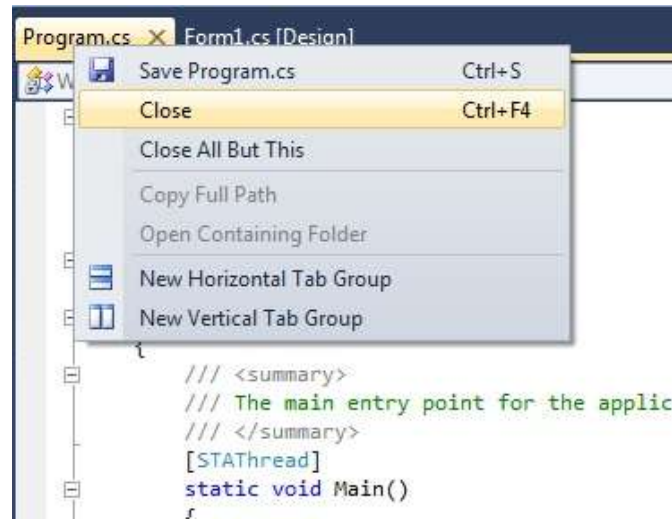 Program.cs Form1.cs [Design]
W
Save Program.cs Ctrl+S
Close Ctrl+F4
Close All But This
Copy Full Path
Open Containing Folder
New Horizontal Tab Group
New Vertical Tab Group
{
/// <summary>
/// The main entry point for the applic
/// </summary>
[STAThread]
static void Main()
{